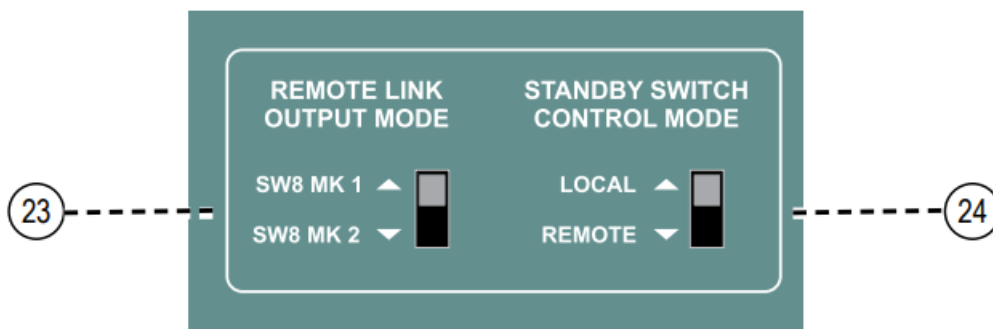 REMOTE LINK
OUTPUT MODE
SW8 MK 1
SW8 MK 2
STANDBY SWITCH
CONTROL MODE
LOCAL
REMOTE
23
24